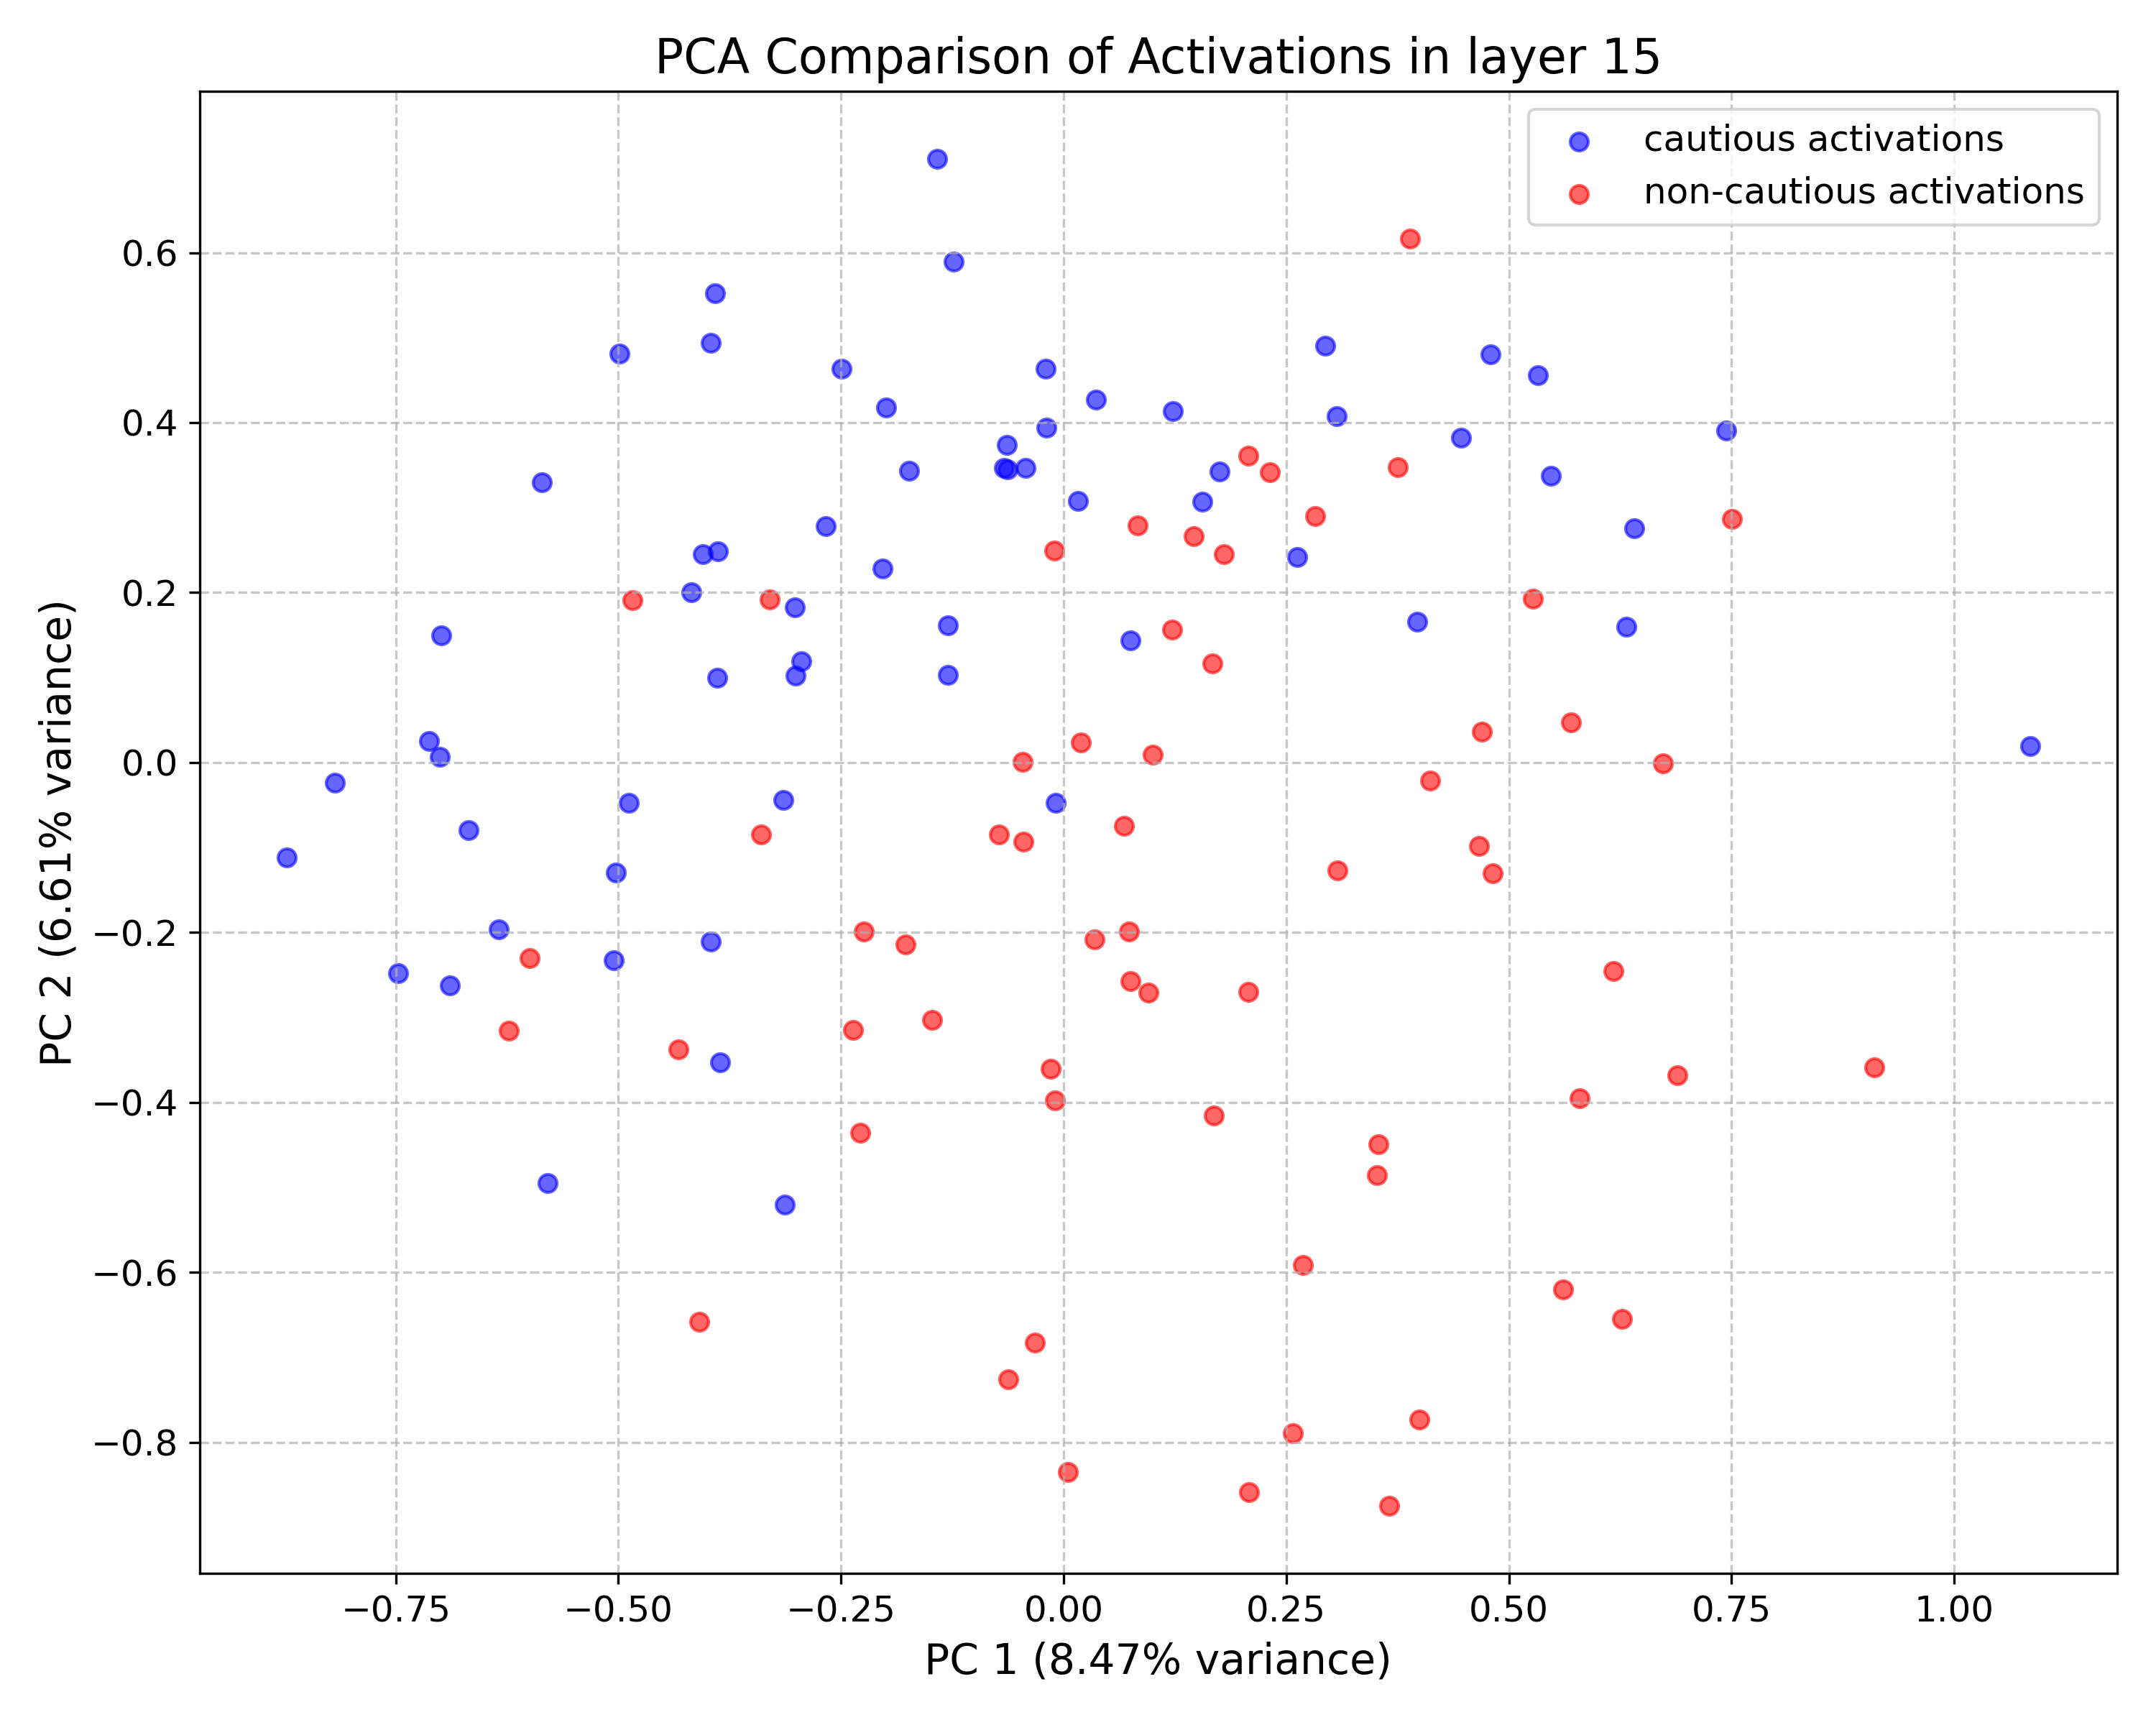 PCA Comparison of Activations in layer 15
cautious activations
non-cautious activations
PC 2 (6.61% variance)
0.6
0.4
0.2
0.0
−0.2
−0.4
−0.6
−0.8
−0.75 −0.50 −0.25 0.00 0.25 0.50 0.75 1.00
PC 1 (8.47% variance)